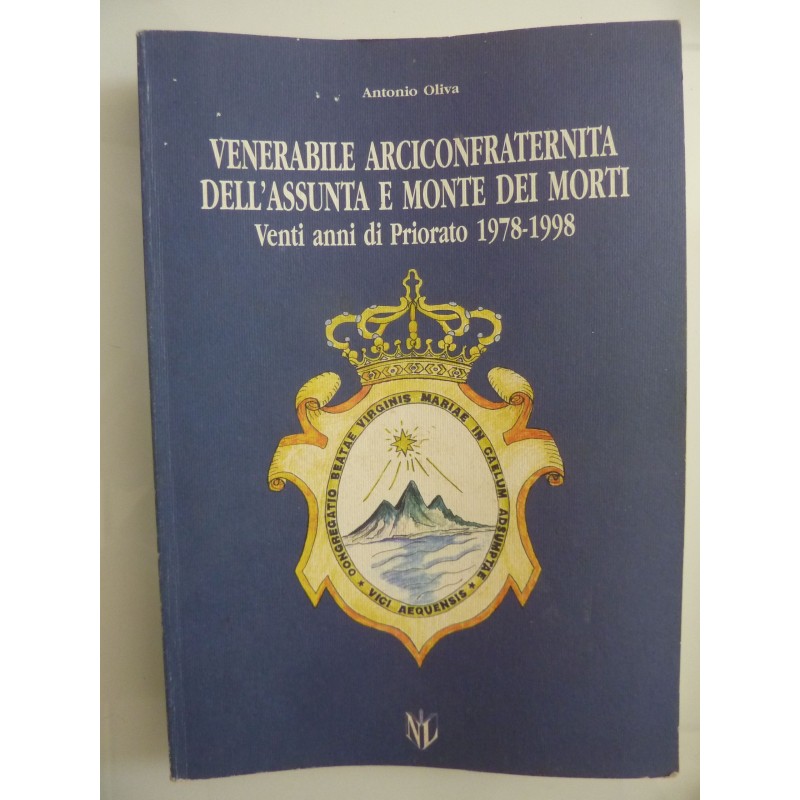 Antonio Oliva
VENERABILE ARCICONFRATERNITA
DELL'ASSUNTA E MONTE DEI MORTI
Venti anni di Priorato 1978-1998
CONGREGATIO BEATAE VIRGINIS MARIAE IN CAELUM ADSUMPTAE
* VICI AEQUENSIS *
NL